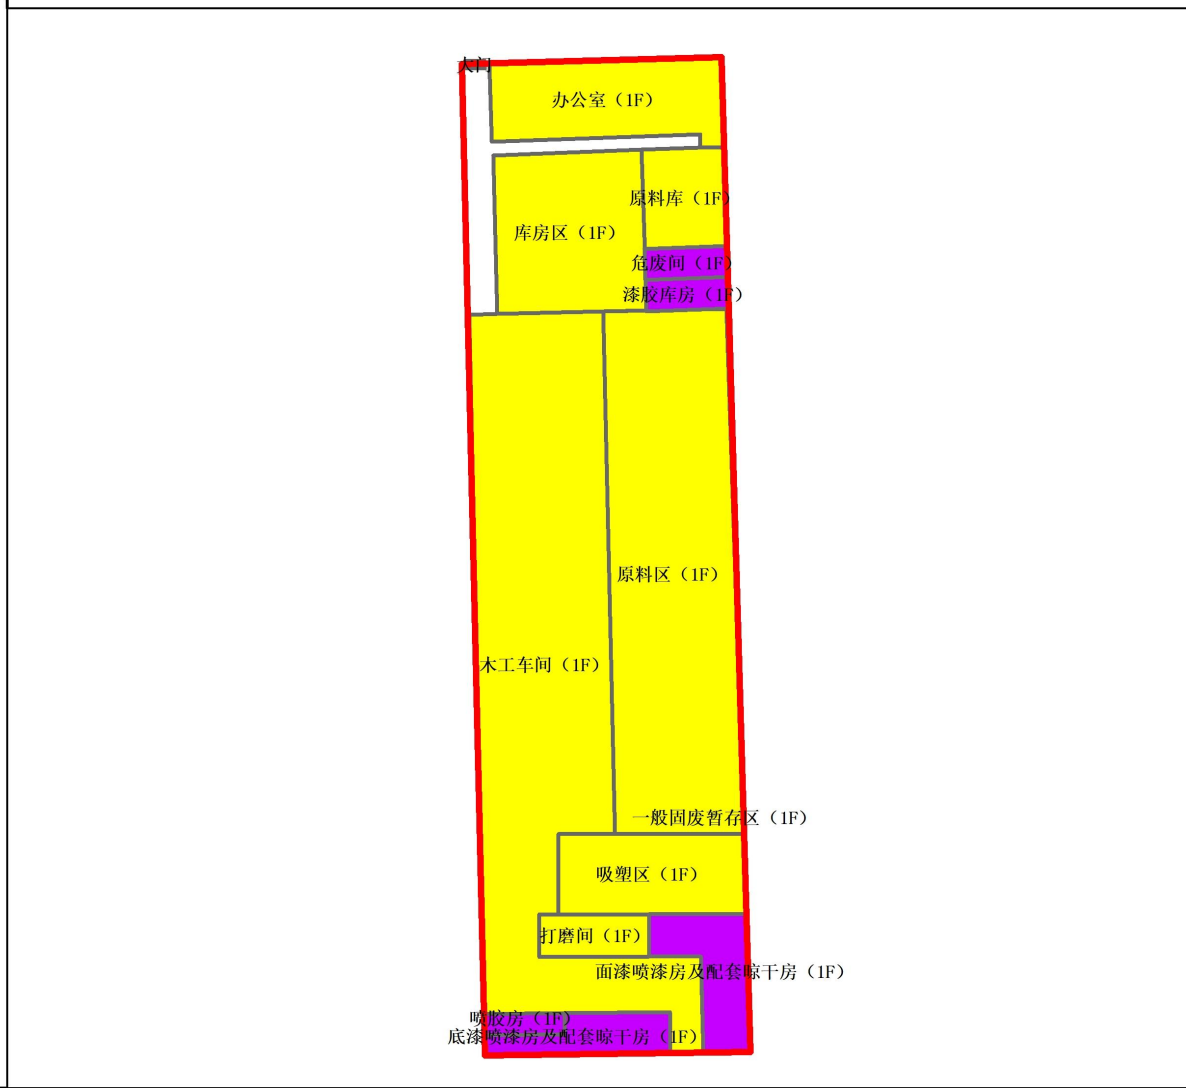 大门
办公室（1F）
原料库（1F）
库房区（1F）
危废间（1F）
漆胶库房（1F）
原料区（1F）
木工车间（1F）
一般固废暂存区（1F）
吸塑区（1F）
打磨间（1F）
面漆喷漆房及配套晾干房（1F）
喷胶房（1F）
底漆喷漆房及配套晾干房（1F）